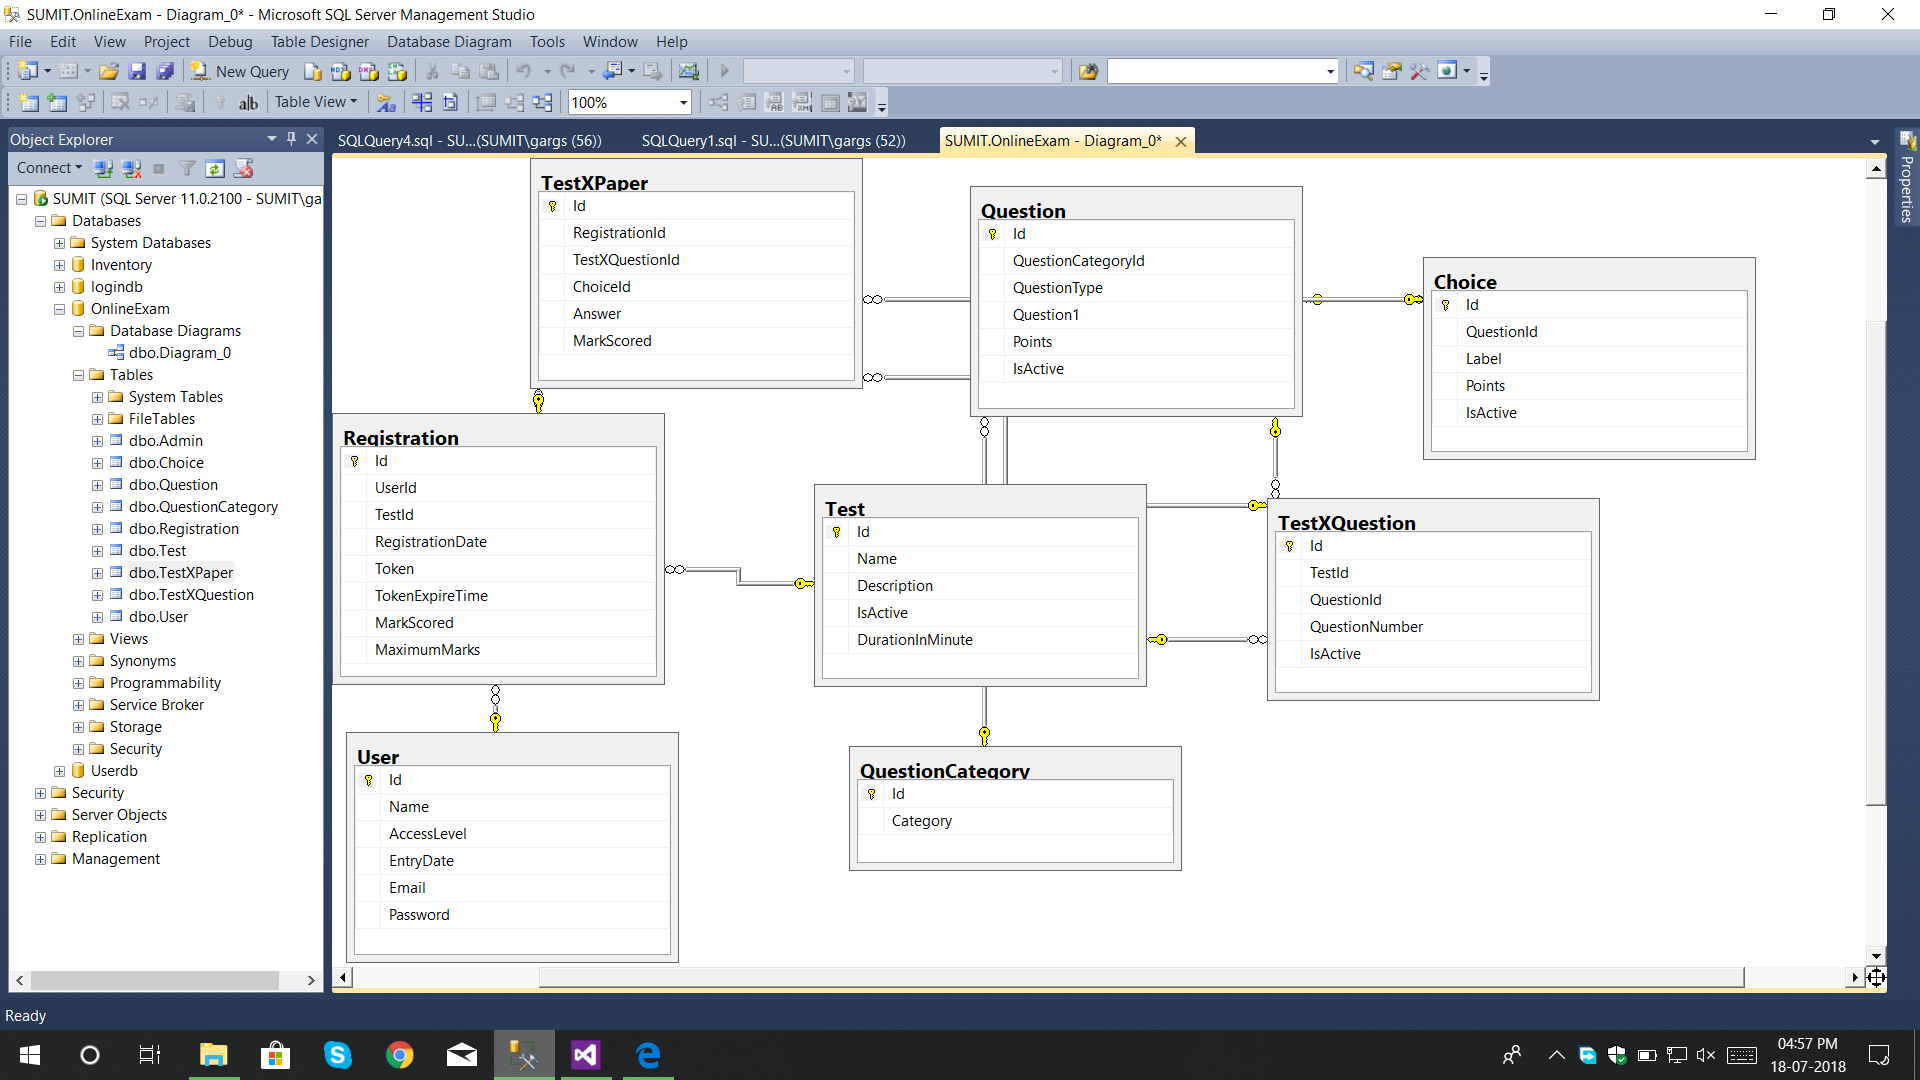 SUMIT.OnlineExam - Diagram_0* - Microsoft SQL Server Management Studio
File Edit View Project Debug Table Designer Database Diagram Tools Window Help
New Query
Table View 100%
Object Explorer
Connect
SUMIT (SQL Server 11.0.2100 - SUMIT\ga
Databases
System Databases
Inventory
logindb
OnlineExam
Database Diagrams
dbo.Diagram_0
Tables
System Tables
FileTables
dbo.Admin
dbo.Choice
dbo.Question
dbo.QuestionCategory
dbo.Registration
dbo.Test
dbo.TestXPaper
dbo.TestXQuestion
dbo.User
Views
Synonyms
Programmability
Service Broker
Storage
Security
Userdb
Security
Server Objects
Replication
Management
SQLQuery4.sql - SU...(SUMIT\gargs (56)) SQLQuery1.sql - SU...(SUMIT\gargs (52)) SUMIT.OnlineExam - Diagram_0*
TestXPaper
Id
RegistrationId
TestXQuestionId
ChoiceId
Answer
MarkScored
Question
Id
QuestionCategoryId
QuestionType
Question1
Points
IsActive
Choice
Id
QuestionId
Label
Points
IsActive
Registration
Id
UserId
TestId
RegistrationDate
Token
TokenExpireTime
MarkScored
MaximumMarks
Test
Id
Name
Description
IsActive
DurationInMinute
TestXQuestion
Id
TestId
QuestionId
QuestionNumber
IsActive
User
Id
Name
AccessLevel
EntryDate
Email
Password
QuestionCategory
Id
Category
Properties
Ready
04:57 PM
18-07-2018